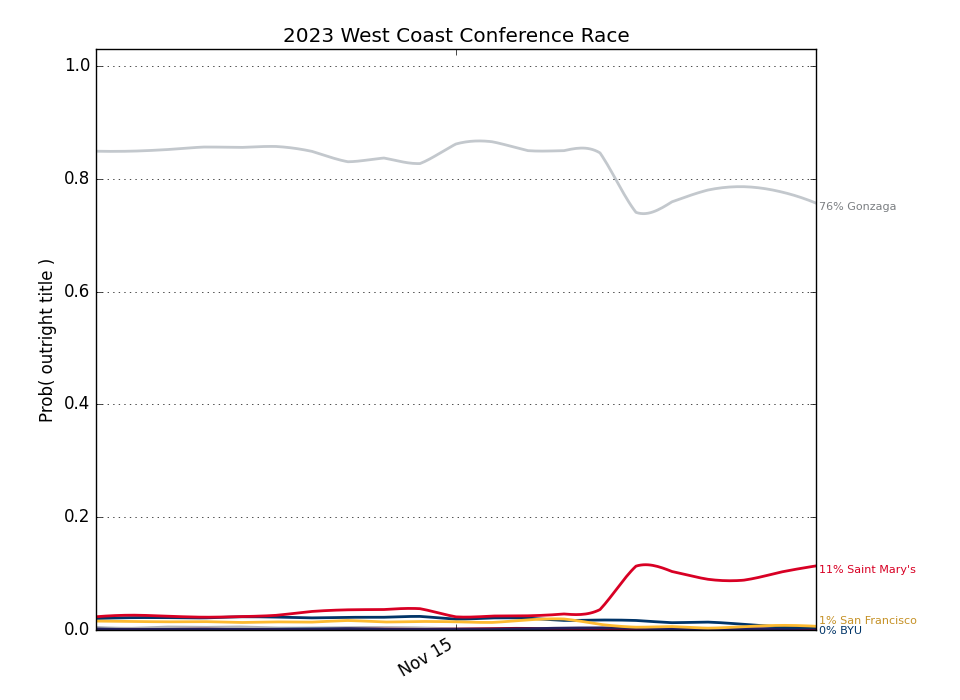 2023 West Coast Conference Race
1.0
0.8
0.6
0.4
0.2
0.0
Prob( outright title )
Nov 15
76% Gonzaga
11% Saint Mary's
1% San Francisco
0% BYU